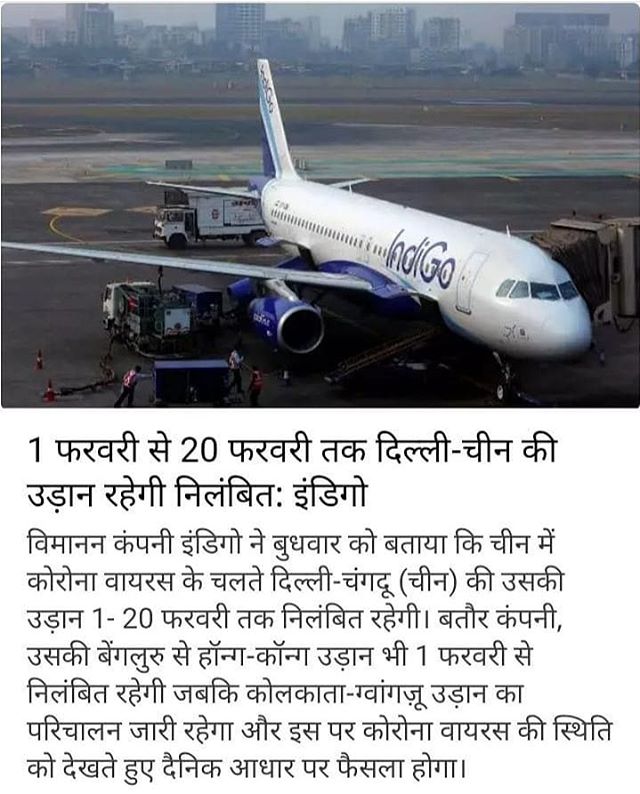 IndiGo
IndiGo
1 फरवरी से 20 फरवरी तक दिल्ली-चीन की
उड़ान रहेगी निलंबित: इंडिगो
विमानन कंपनी इंडिगो ने बुधवार को बताया कि चीन में
कोरोना वायरस के चलते दिल्ली-चंगदू (चीन) की उसकी
उड़ान 1- 20 फरवरी तक निलंबित रहेगी। बतौर कंपनी,
उसकी बेंगलुरु से हॉन्ग-कॉन्ग उड़ान भी 1 फरवरी से
निलंबित रहेगी जबकि कोलकाता-ग्वांगज़ू उड़ान का
परिचालन जारी रहेगा और इस पर कोरोना वायरस की स्थिति
को देखते हुए दैनिक आधार पर फैसला होगा।